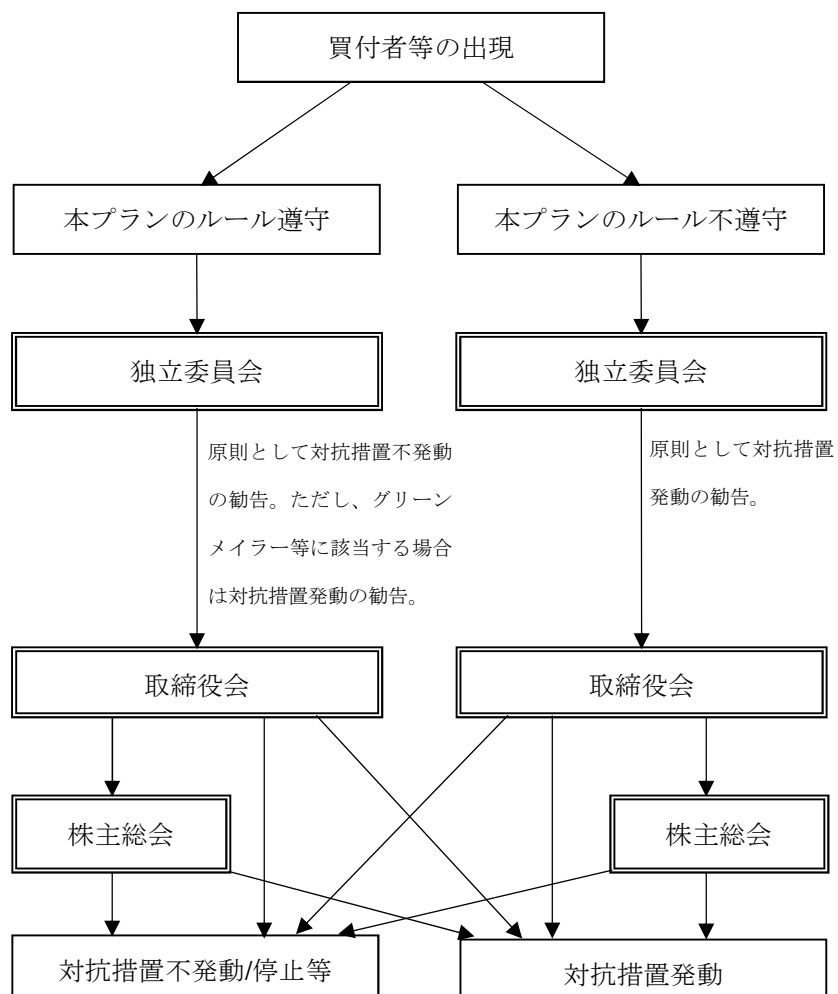 買付者等の出現
本プランのルール遵守
本プランのルール不遵守
独立委員会
独立委員会
原則として対抗措置不発動
の勧告。ただし、グリーン
メイラー等に該当する場合
は対抗措置発動の勧告。
原則として対抗措置
発動の勧告。
取締役会
取締役会
株主総会
株主総会
対抗措置不発動/停止等
対抗措置発動